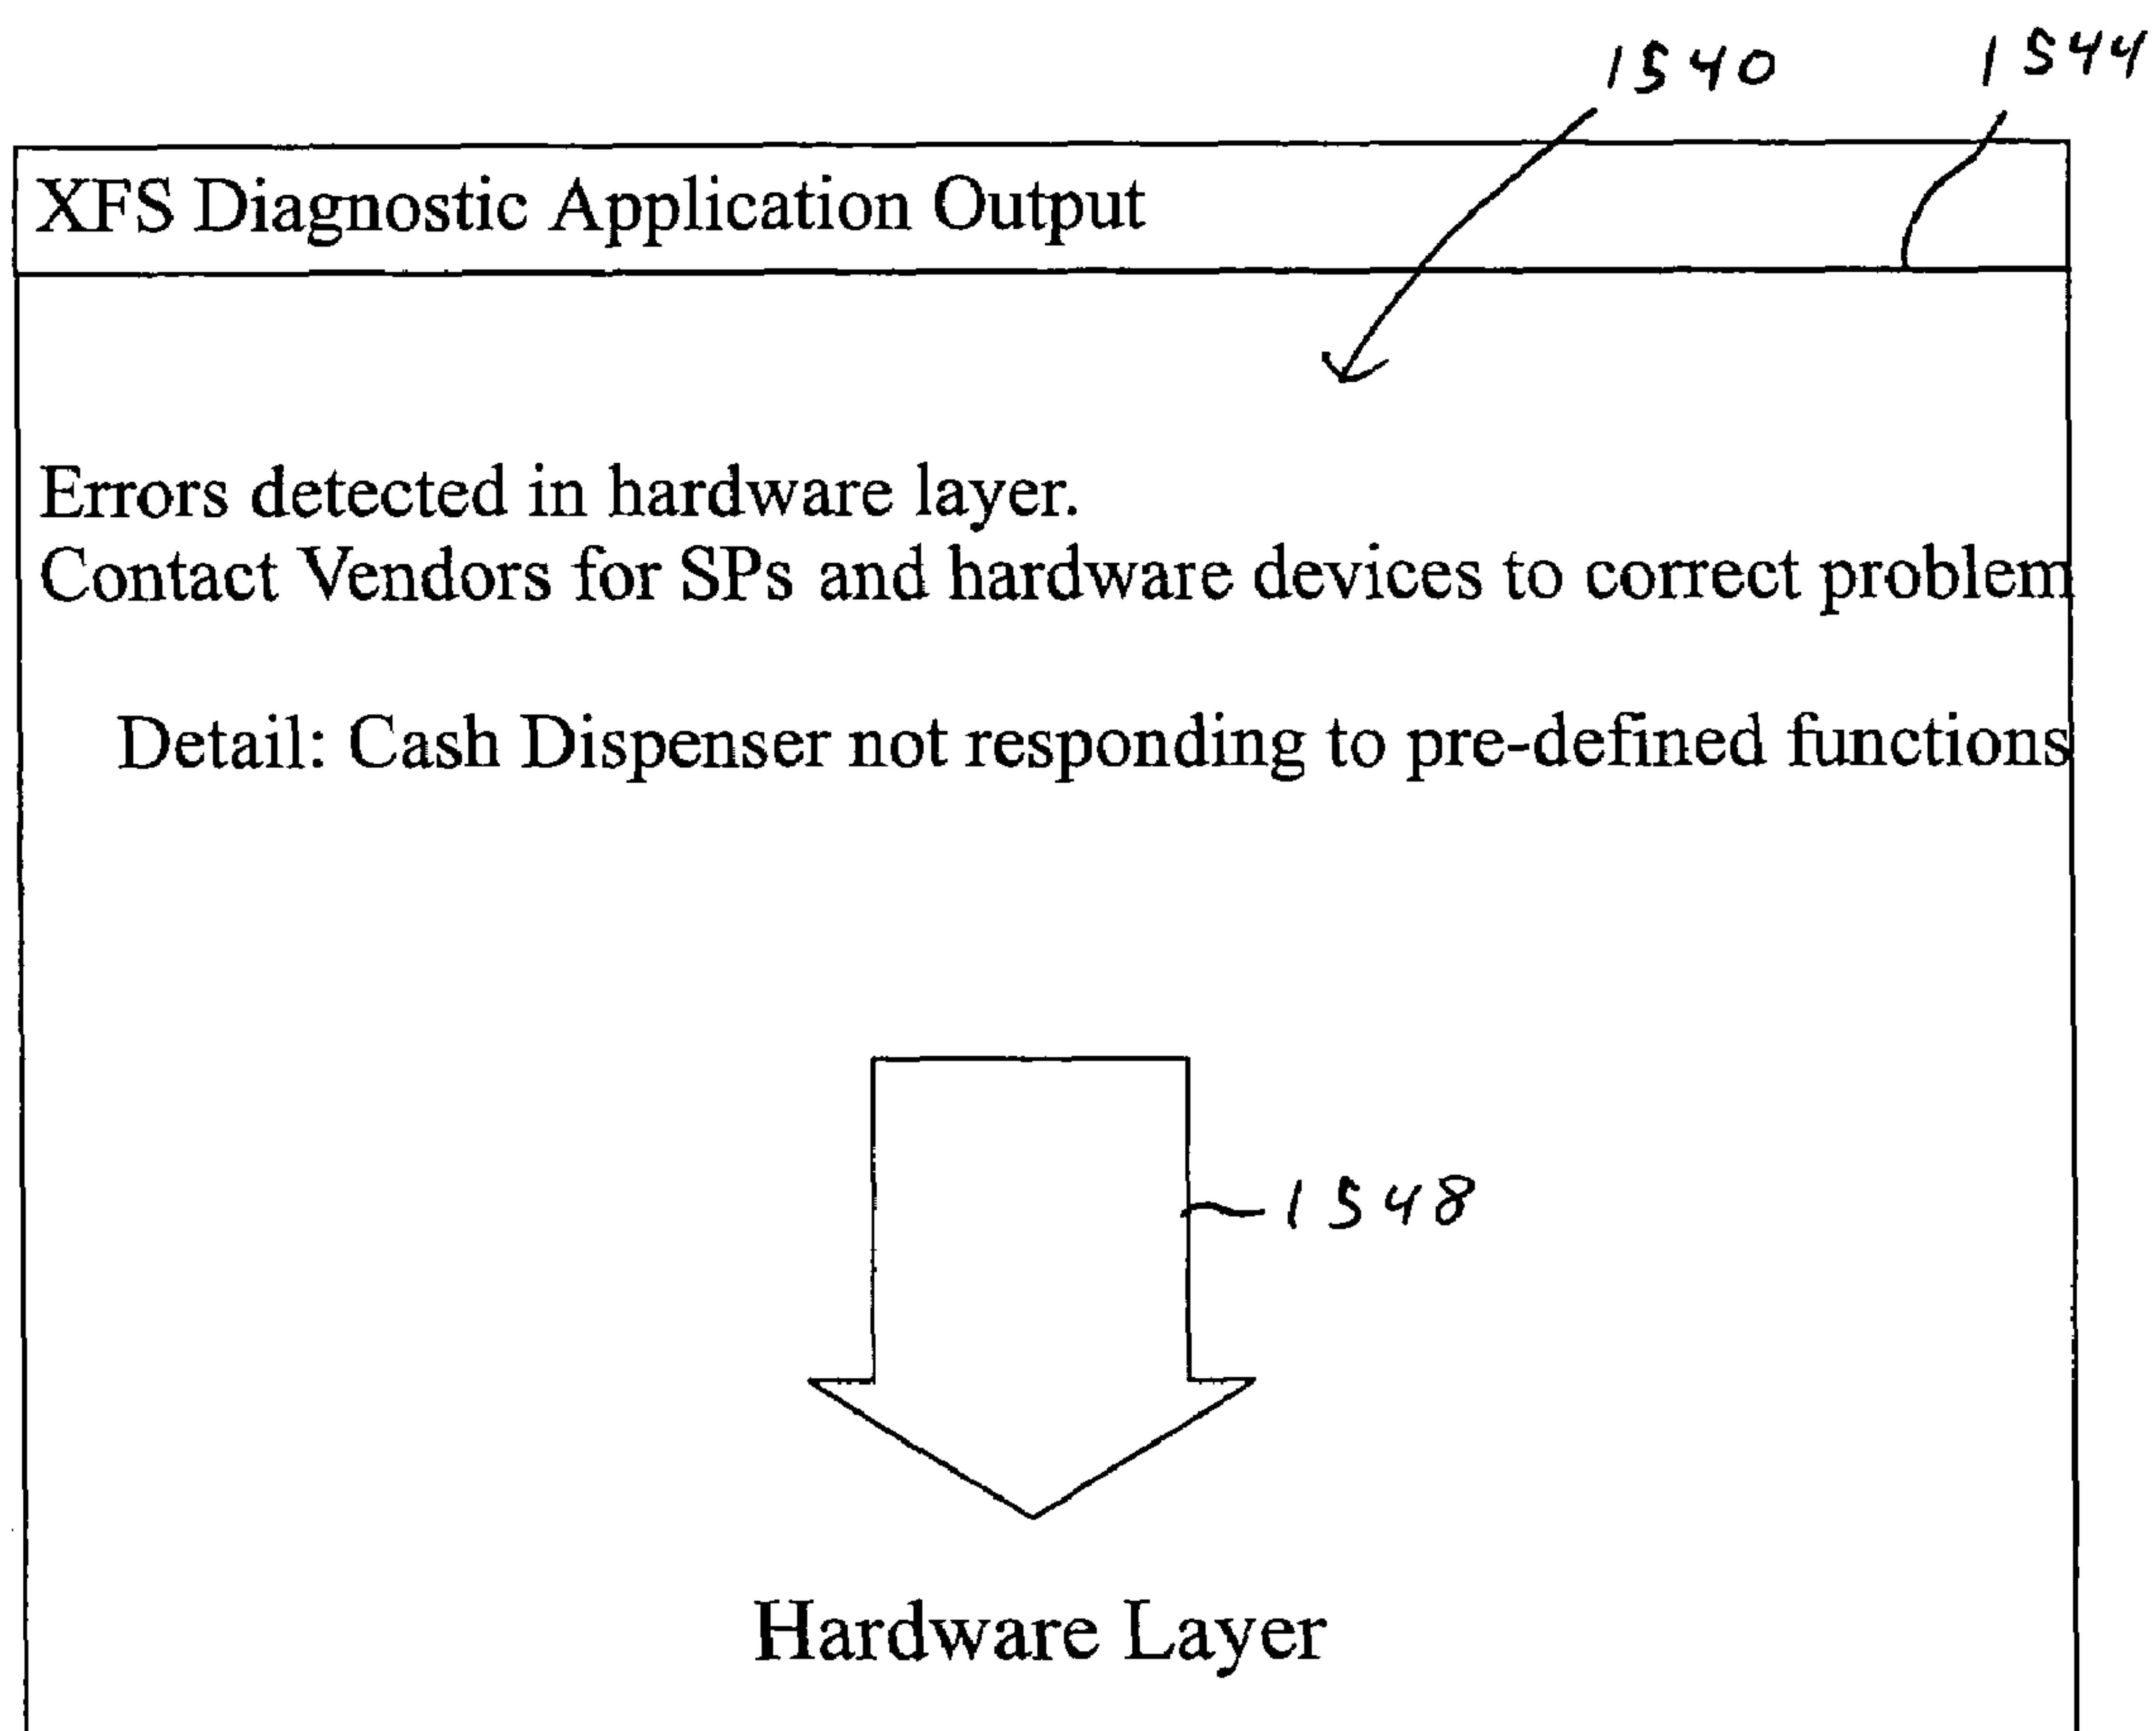 1540 1544
XFS Diagnostic Application Output
Errors detected in hardware layer.
Contact Vendors for SPs and hardware devices to correct problem
Detail: Cash Dispenser not responding to pre-defined functions
1548
Hardware Layer